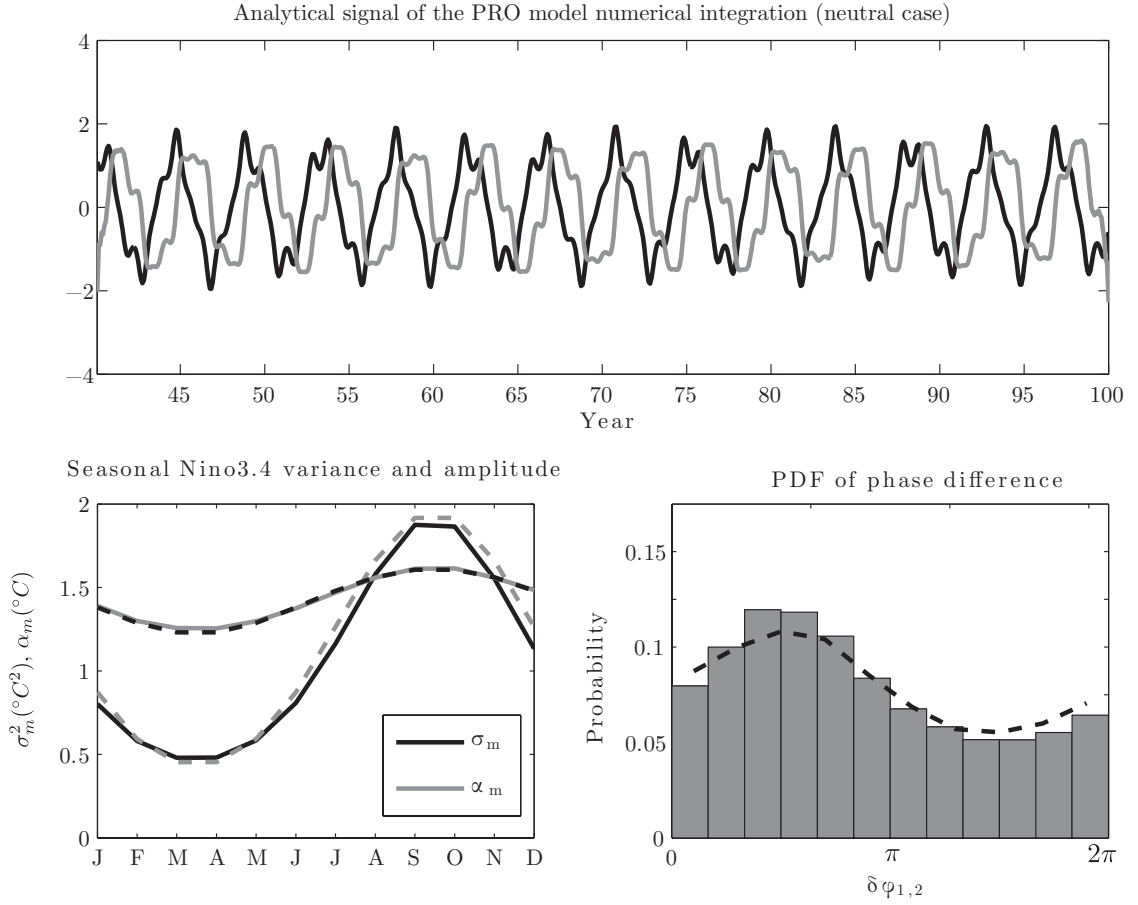 Analytical signal of the PRO model numerical integration (neutral case)
4
2
0
−2
−4
45 50 55 60 65 70 75 80 85 90 95 100
Year
Seasonal Nino3.4 variance and amplitude
2
1.5
1
0.5
0
σ²ₘ(°C²), αₘ(°C)
σ m
α m
J F M A M J J A S O N D
PDF of phase difference
0.15
0.1
0.05
0
Probability
0 π 2π
δφ1,2